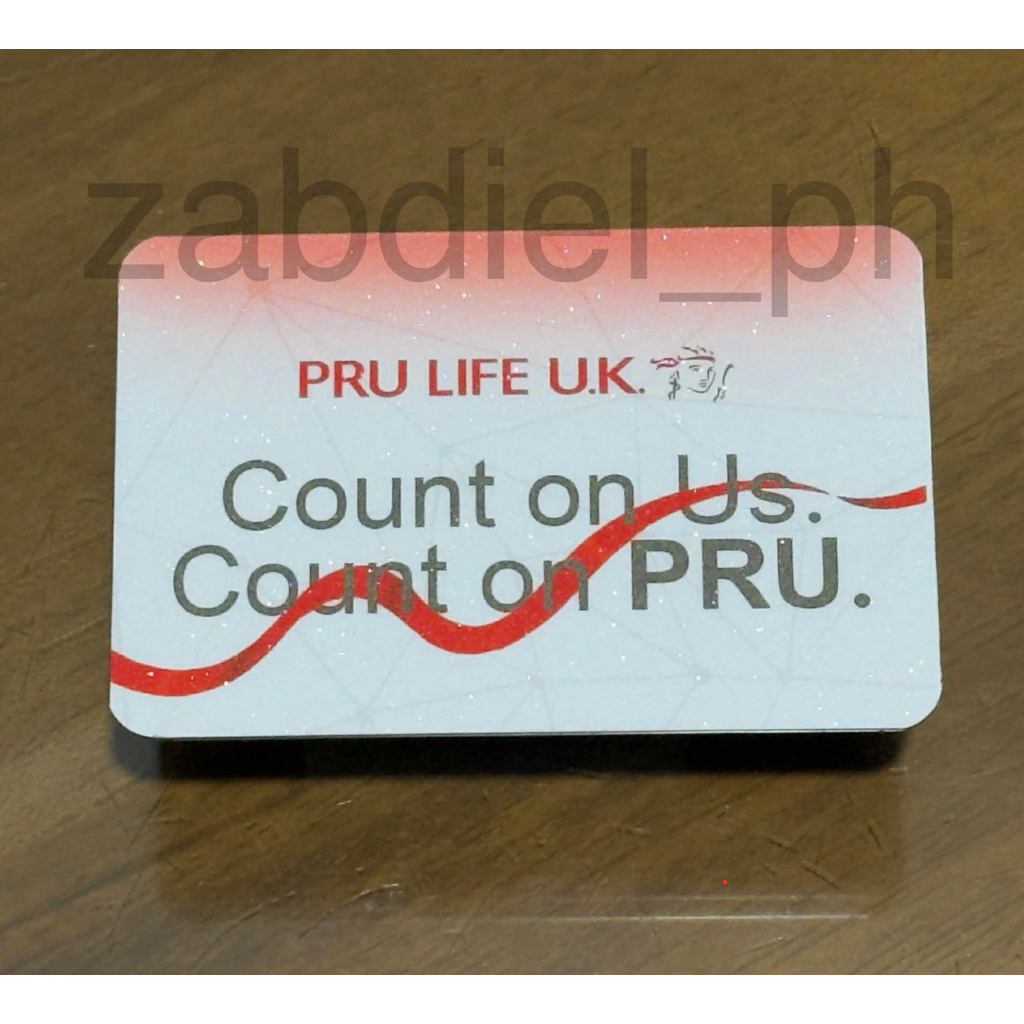 zabdiel_ph
PRU LIFE U.K.
Count on Us.
Count on PRU.